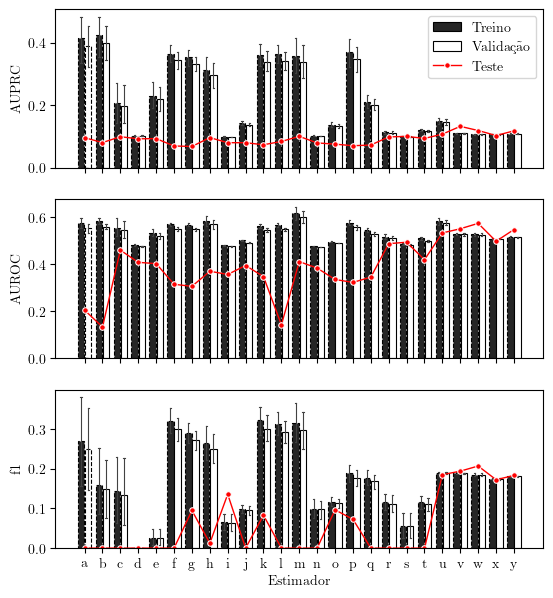 Treino
Validação
Teste
AUPRC
0.4
0.2
0.0
AUROC
0.6
0.4
0.2
0.0
f1
0.3
0.2
0.1
0.0
a b c d e f g h i j k l m n o p q r s t u v w x y
Estimador